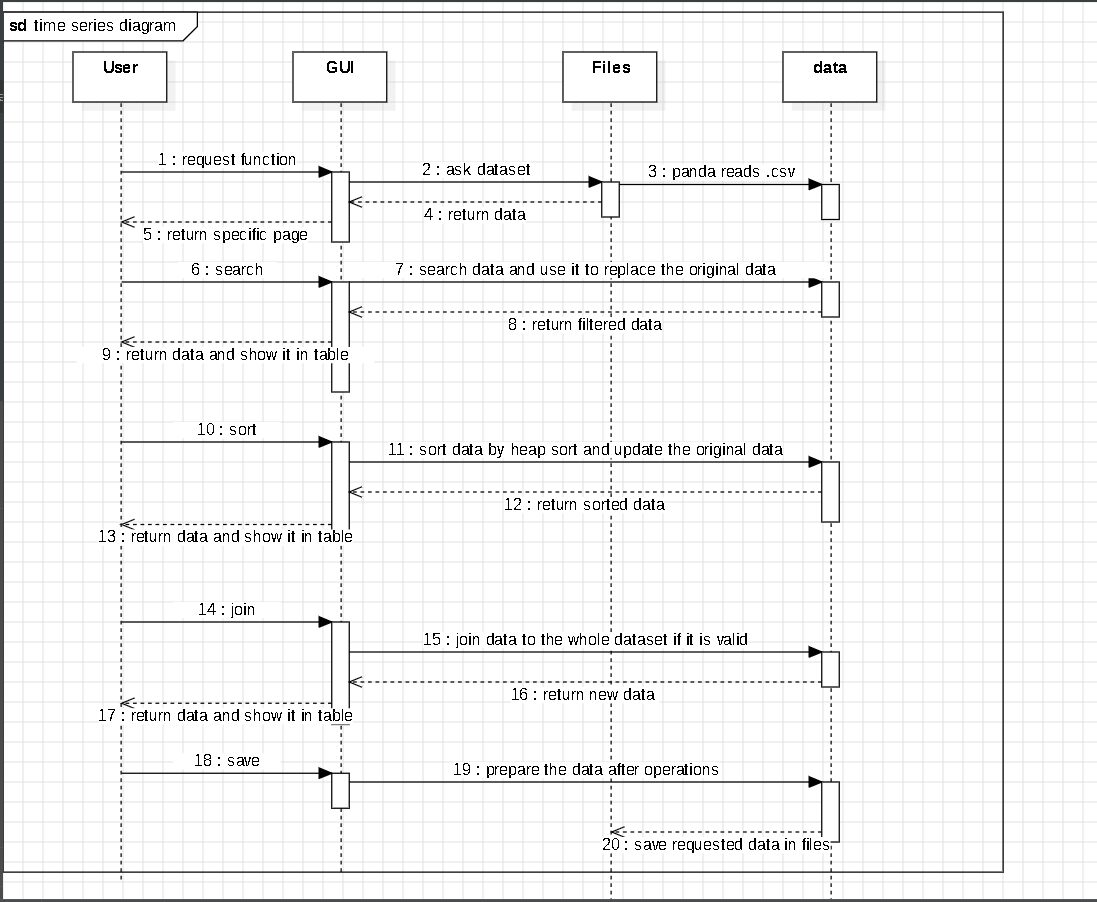 sd time series diagram
User
GUI
Files
data
1 : request function
2 : ask dataset
3 : panda reads .csv
4 : return data
5 : return specific page
6 : search
7 : search data and use it to replace the original data
8 : return filtered data
9 : return data and show it in table
10 : sort
11 : sort data by heap sort and update the original data
12 : return sorted data
13 : return data and show it in table
14 : join
15 : join data to the whole dataset if it is valid
16 : return new data
17 : return data and show it in table
18 : save
19 : prepare the data after operations
20 : save requested data in files